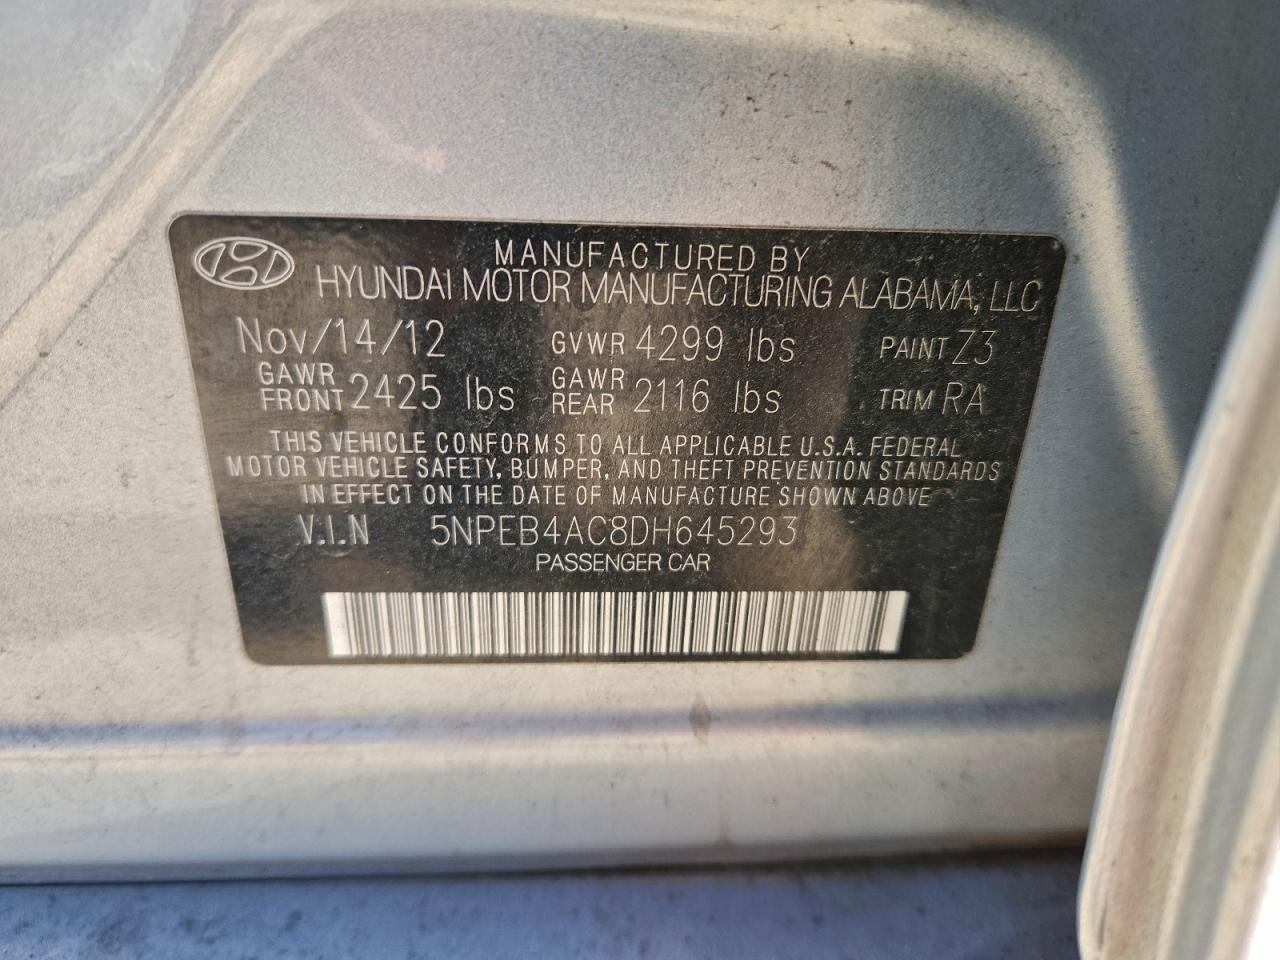 MANUFACTURED BY
HYUNDAI MOTOR MANUFACTURING ALABAMA, LLC
Nov/14/12 GVWR 4299 lbs PAINT Z3
GAWR FRONT 2425 lbs GAWR REAR 2116 lbs TRIM RA
THIS VEHICLE CONFORMS TO ALL APPLICABLE U.S.A. FEDERAL
MOTOR VEHICLE SAFETY, BUMPER, AND THEFT PREVENTION STANDARDS
IN EFFECT ON THE DATE OF MANUFACTURE SHOWN ABOVE
V.I.N 5NPEB4AC8DH645293
PASSENGER CAR